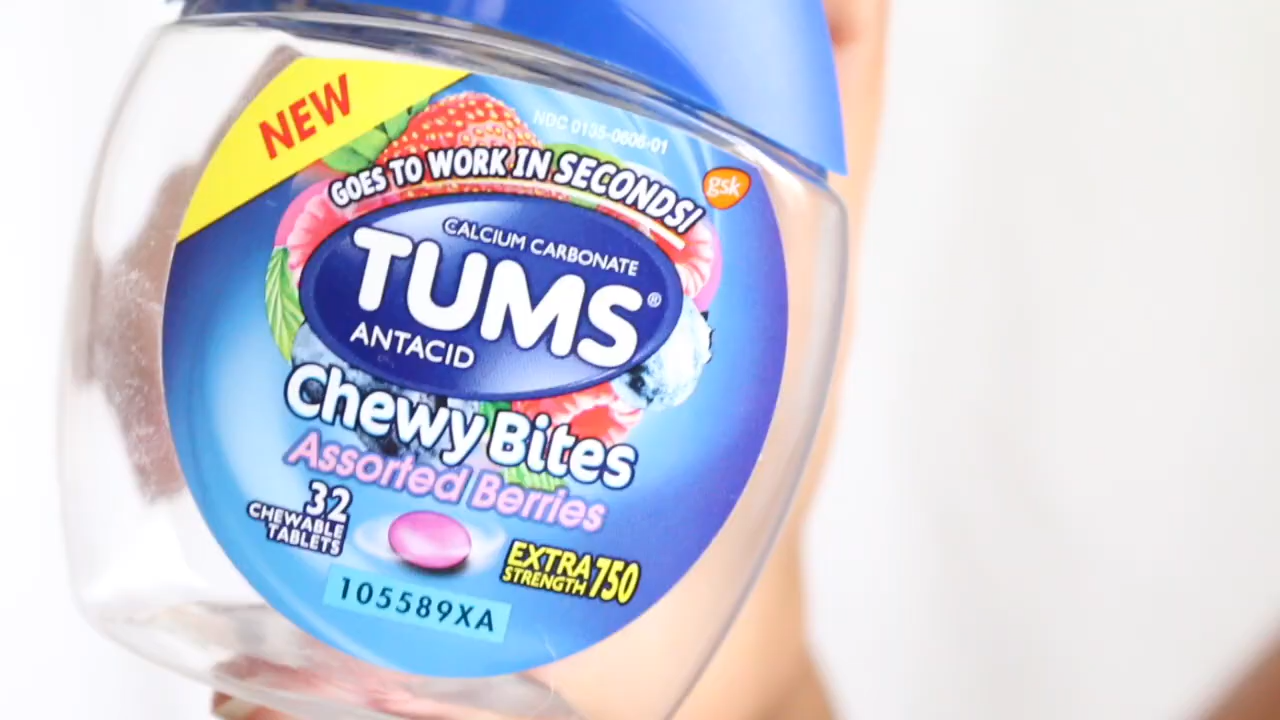 NEW
NDC 0135-0606-01
GOES TO WORK IN SECONDS!
gsk
CALCIUM CARBONATE
TUMS®
ANTACID
Chewy Bites
Assorted Berries
32
CHEWABLE
TABLETS
EXTRA
STRENGTH 750
105589XA